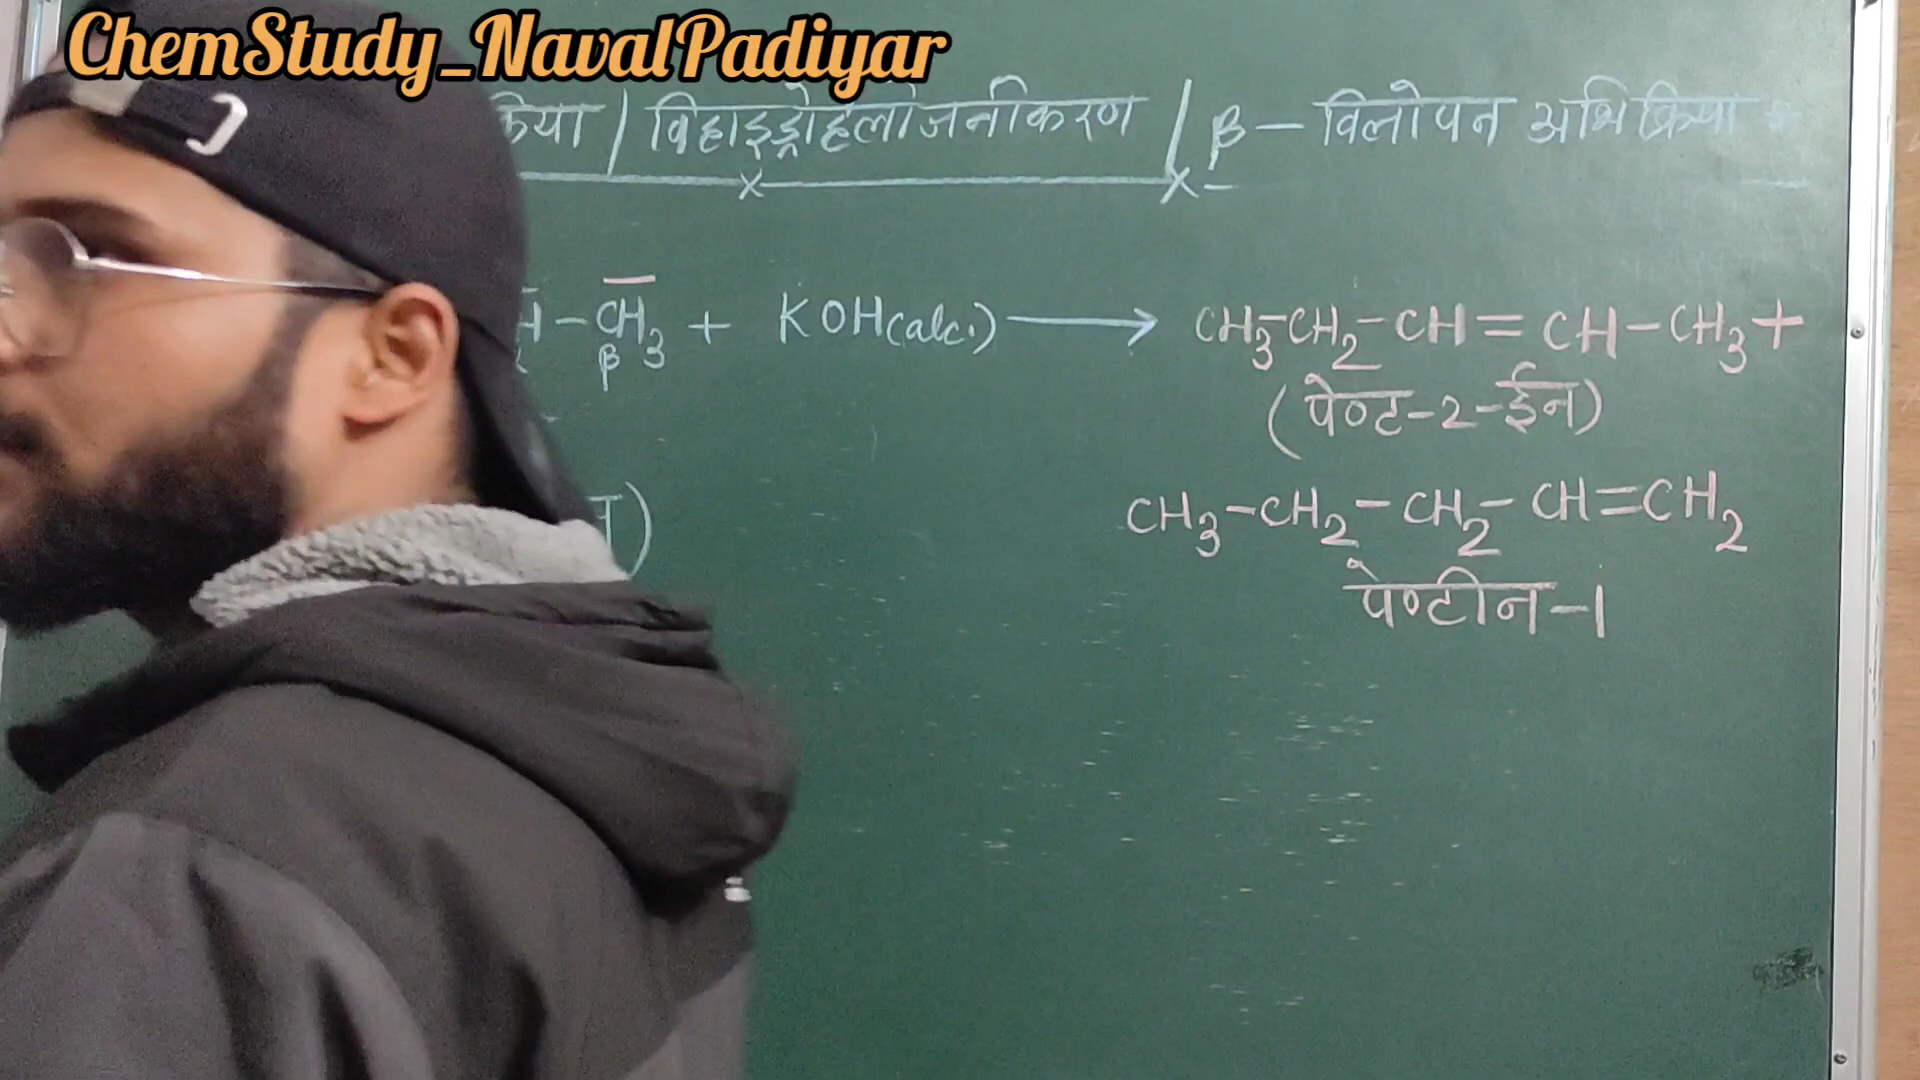 ChemStudy_NavalPadiyar
/ विहाइड्रोहैलोजनीकरण / β – विलोपन अभिक्रिया
– CH3 + KOH(alc.) ⟶ CH3–CH2–CH=CH–CH3+
β
(पेण्ट-2-ईन)
CH3–CH2–CH2–CH=CH2
पेण्टीन-1